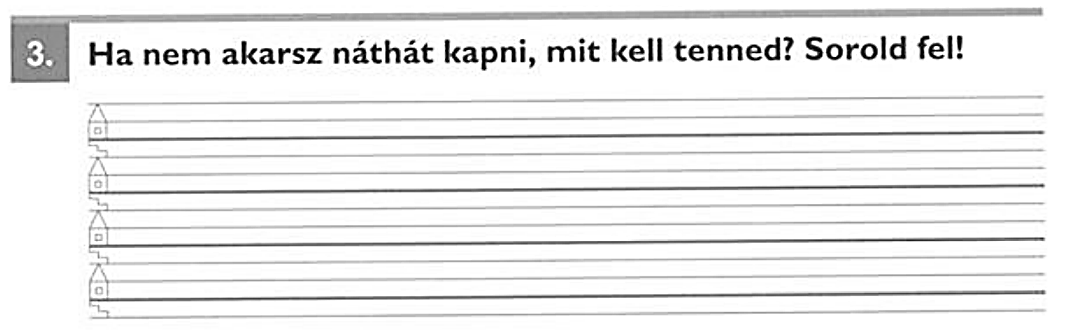 3. Ha nem akarsz náthát kapni, mit kell tenned? Sorold fel!